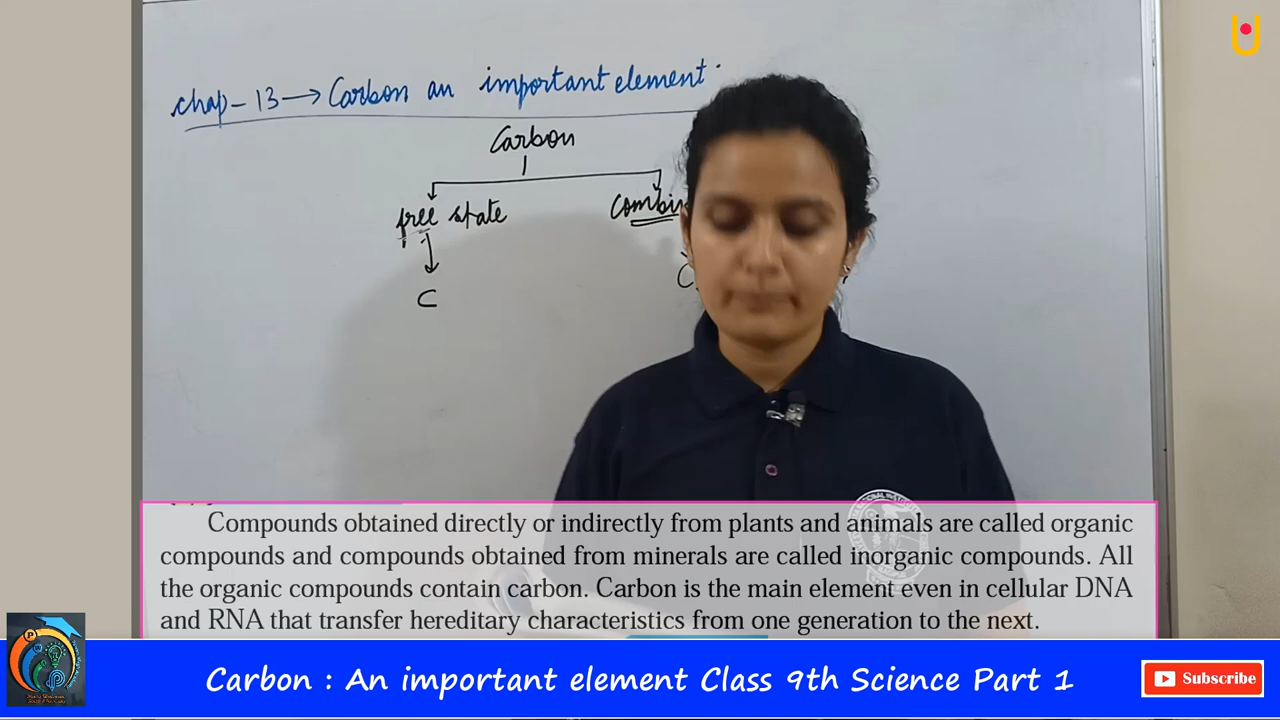 chap-13→ Carbon an important element.
Carbon
free state
C
Compounds obtained directly or indirectly from plants and animals are called organic
compounds and compounds obtained from minerals are called inorganic compounds. All
the organic compounds contain carbon. Carbon is the main element even in cellular DNA
and RNA that transfer hereditary characteristics from one generation to the next.
Carbon : An important element Class 9th Science Part 1
Subscribe